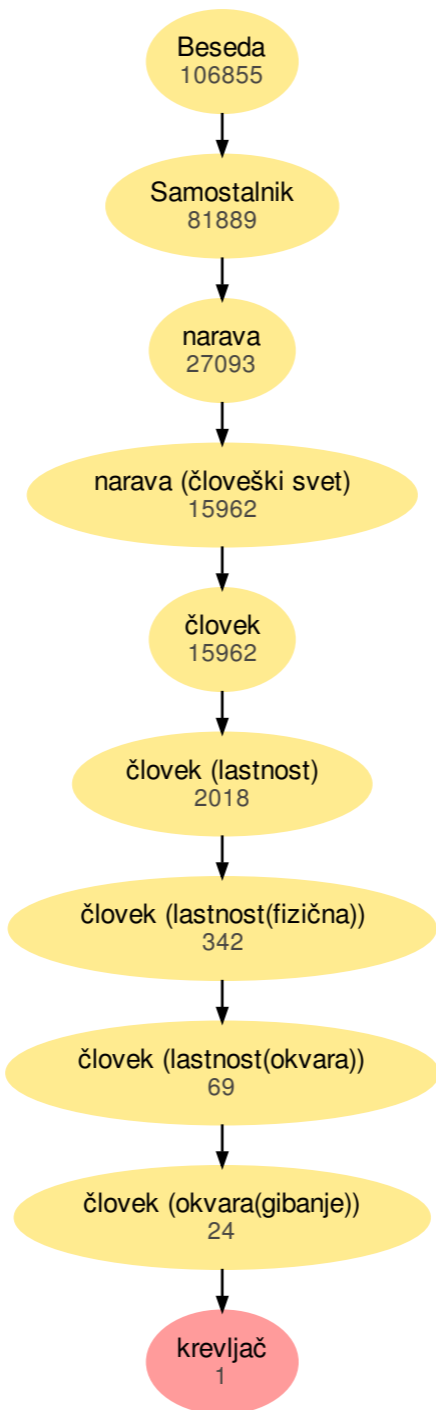 Beseda
106855
Samostalnik
81889
narava
27093
narava (človeški svet)
15962
človek
15962
človek (lastnost)
2018
človek (lastnost(fizična))
342
človek (lastnost(okvara))
69
človek (okvara(gibanje))
24
krevljač
1